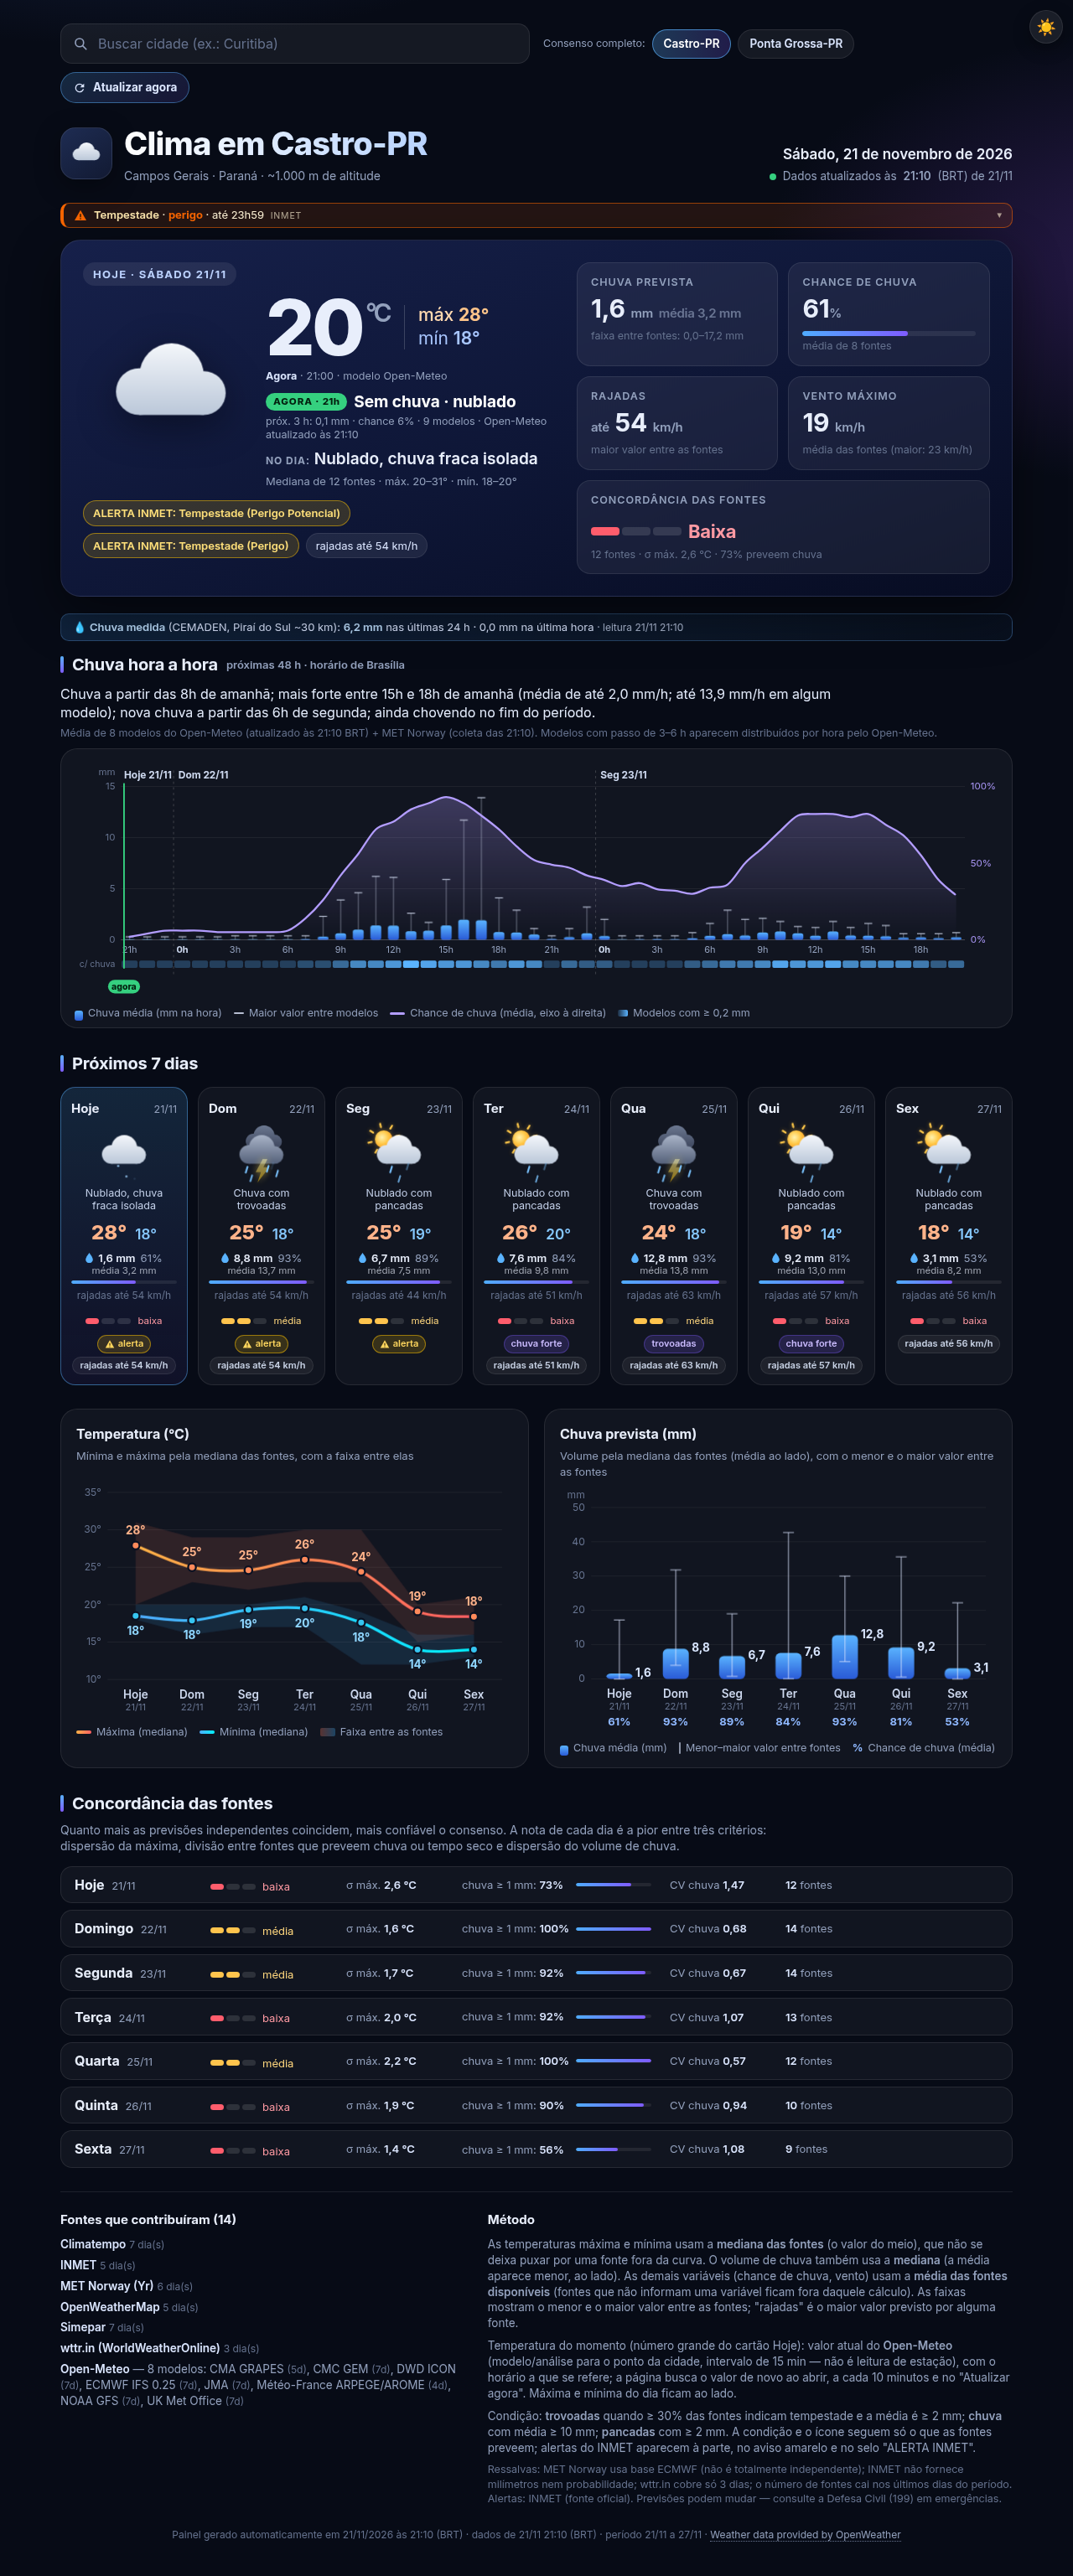 Buscar cidade (ex.: Curitiba)
Consenso completo: Castro-PR Ponta Grossa-PR
Atualizar agora
Clima em Castro-PR
Campos Gerais · Paraná · ~1.000 m de altitude
Sábado, 21 de novembro de 2026
Dados atualizados às 21:10 (BRT) de 21/11
Tempestade · perigo · até 23h59 INMET
HOJE · SÁBADO 21/11
20°C
máx 28°
mín 18°
Agora · 21:00 · modelo Open-Meteo
AGORA · 21h Sem chuva · nublado
próx. 3 h: 0,1 mm · chance 6% · 9 modelos · Open-Meteo
atualizado às 21:10
NO DIA: Nublado, chuva fraca isolada
Mediana de 12 fontes · máx. 20–31° · mín. 18–20°
ALERTA INMET: Tempestade (Perigo Potencial)
ALERTA INMET: Tempestade (Perigo) rajadas até 54 km/h
CHUVA PREVISTA
1,6 mm média 3,2 mm
faixa entre fontes: 0,0–17,2 mm
CHANCE DE CHUVA
61%
média de 8 fontes
RAJADAS
até 54 km/h
maior valor entre as fontes
VENTO MÁXIMO
19 km/h
média das fontes (maior: 23 km/h)
CONCORDÂNCIA DAS FONTES
Baixa
12 fontes · σ máx. 2,6 °C · 73% preveem chuva
Chuva medida (CEMADEN, Piraí do Sul ~30 km): 6,2 mm nas últimas 24 h · 0,0 mm na última hora · leitura 21/11 21:10
Chuva hora a hora próximas 48 h · horário de Brasília
Chuva a partir das 8h de amanhã; mais forte entre 15h e 18h de amanhã (média de até 2,0 mm/h; até 13,9 mm/h em algum
modelo); nova chuva a partir das 6h de segunda; ainda chovendo no fim do período.
Média de 8 modelos do Open-Meteo (atualizado às 21:10 BRT) + MET Norway (coleta das 21:10). Modelos com passo de 3–6 h aparecem distribuídos por hora pelo Open-Meteo.
mm Hoje 21/11 Dom 22/11 Seg 23/11
15 100%
10
50%
5
0 0%
21h 0h 3h 6h 9h 12h 15h 18h 21h 0h 3h 6h 9h 12h 15h 18h
c/ chuva
agora
Chuva média (mm na hora) Maior valor entre modelos Chance de chuva (média, eixo à direita) Modelos com ≥ 0,2 mm
Próximos 7 dias
Hoje 21/11
Nublado, chuva
fraca isolada
28° 18°
1,6 mm 61%
média 3,2 mm
rajadas até 54 km/h
baixa
alerta
rajadas até 54 km/h
Dom 22/11
Chuva com
trovoadas
25° 18°
8,8 mm 93%
média 13,7 mm
rajadas até 54 km/h
média
alerta
rajadas até 54 km/h
Seg 23/11
Nublado com
pancadas
25° 19°
6,7 mm 89%
média 7,5 mm
rajadas até 44 km/h
média
alerta
Ter 24/11
Nublado com
pancadas
26° 20°
7,6 mm 84%
média 9,8 mm
rajadas até 51 km/h
baixa
chuva forte
rajadas até 51 km/h
Qua 25/11
Chuva com
trovoadas
24° 18°
12,8 mm 93%
média 13,8 mm
rajadas até 63 km/h
média
trovoadas
rajadas até 63 km/h
Qui 26/11
Nublado com
pancadas
19° 14°
9,2 mm 81%
média 13,0 mm
rajadas até 57 km/h
baixa
chuva forte
rajadas até 57 km/h
Sex 27/11
Nublado com
pancadas
18° 14°
3,1 mm 53%
média 8,2 mm
rajadas até 56 km/h
baixa
rajadas até 56 km/h
Temperatura (°C)
Mínima e máxima pela mediana das fontes, com a faixa entre elas
35°
30°
25°
20°
15°
10°
28° 25° 25° 26° 24° 19° 18°
18° 18° 19° 20° 18° 14° 14°
Hoje Dom Seg Ter Qua Qui Sex
21/11 22/11 23/11 24/11 25/11 26/11 27/11
Máxima (mediana) Mínima (mediana) Faixa entre as fontes
Chuva prevista (mm)
Volume pela mediana das fontes (média ao lado), com o menor e o maior valor entre
as fontes
mm
50
40
30
20
10
0
1,6 8,8 6,7 7,6 12,8 9,2 3,1
Hoje Dom Seg Ter Qua Qui Sex
21/11 22/11 23/11 24/11 25/11 26/11 27/11
61% 93% 89% 84% 93% 81% 53%
Chuva média (mm) Menor–maior valor entre fontes % Chance de chuva (média)
Concordância das fontes
Quanto mais as previsões independentes coincidem, mais confiável o consenso. A nota de cada dia é a pior entre três critérios:
dispersão da máxima, divisão entre fontes que preveem chuva ou tempo seco e dispersão do volume de chuva.
Hoje 21/11 baixa σ máx. 2,6 °C chuva ≥ 1 mm: 73% CV chuva 1,47 12 fontes
Domingo 22/11 média σ máx. 1,6 °C chuva ≥ 1 mm: 100% CV chuva 0,68 14 fontes
Segunda 23/11 média σ máx. 1,7 °C chuva ≥ 1 mm: 92% CV chuva 0,67 14 fontes
Terça 24/11 baixa σ máx. 2,0 °C chuva ≥ 1 mm: 92% CV chuva 1,07 13 fontes
Quarta 25/11 média σ máx. 2,2 °C chuva ≥ 1 mm: 100% CV chuva 0,57 12 fontes
Quinta 26/11 baixa σ máx. 1,9 °C chuva ≥ 1 mm: 90% CV chuva 0,94 10 fontes
Sexta 27/11 baixa σ máx. 1,4 °C chuva ≥ 1 mm: 56% CV chuva 1,08 9 fontes
Fontes que contribuíram (14)
Climatempo 7 dia(s)
INMET 5 dia(s)
MET Norway (Yr) 6 dia(s)
OpenWeatherMap 5 dia(s)
Simepar 7 dia(s)
wttr.in (WorldWeatherOnline) 3 dia(s)
Open-Meteo — 8 modelos: CMA GRAPES (5d), CMC GEM (7d), DWD ICON
(7d), ECMWF IFS 0.25 (7d), JMA (7d), Météo-France ARPEGE/AROME (4d),
NOAA GFS (7d), UK Met Office (7d)
Método
As temperaturas máxima e mínima usam a mediana das fontes (o valor do meio), que não se
deixa puxar por uma fonte fora da curva. O volume de chuva também usa a mediana (a média
aparece menor, ao lado). As demais variáveis (chance de chuva, vento) usam a média das fontes
disponíveis (fontes que não informam uma variável ficam fora daquele cálculo). As faixas
mostram o menor e o maior valor entre as fontes; "rajadas" é o maior valor previsto por alguma
fonte.
Temperatura do momento (número grande do cartão Hoje): valor atual do Open-Meteo
(modelo/análise para o ponto da cidade, intervalo de 15 min — não é leitura de estação), com o
horário a que se refere; a página busca o valor de novo ao abrir, a cada 10 minutos e no "Atualizar
agora". Máxima e mínima do dia ficam ao lado.
Condição: trovoadas quando ≥ 30% das fontes indicam tempestade e a média é ≥ 2 mm; chuva
com média ≥ 10 mm; pancadas com ≥ 2 mm. A condição e o ícone seguem só o que as fontes
preveem; alertas do INMET aparecem à parte, no aviso amarelo e no selo "ALERTA INMET".
Ressalvas: MET Norway usa base ECMWF (não é totalmente independente); INMET não fornece
milímetros nem probabilidade; wttr.in cobre só 3 dias; o número de fontes cai nos últimos dias do período.
Alertas: INMET (fonte oficial). Previsões podem mudar — consulte a Defesa Civil (199) em emergências.
Painel gerado automaticamente em 21/11/2026 às 21:10 (BRT) · dados de 21/11 21:10 (BRT) · período 21/11 a 27/11 · Weather data provided by OpenWeather